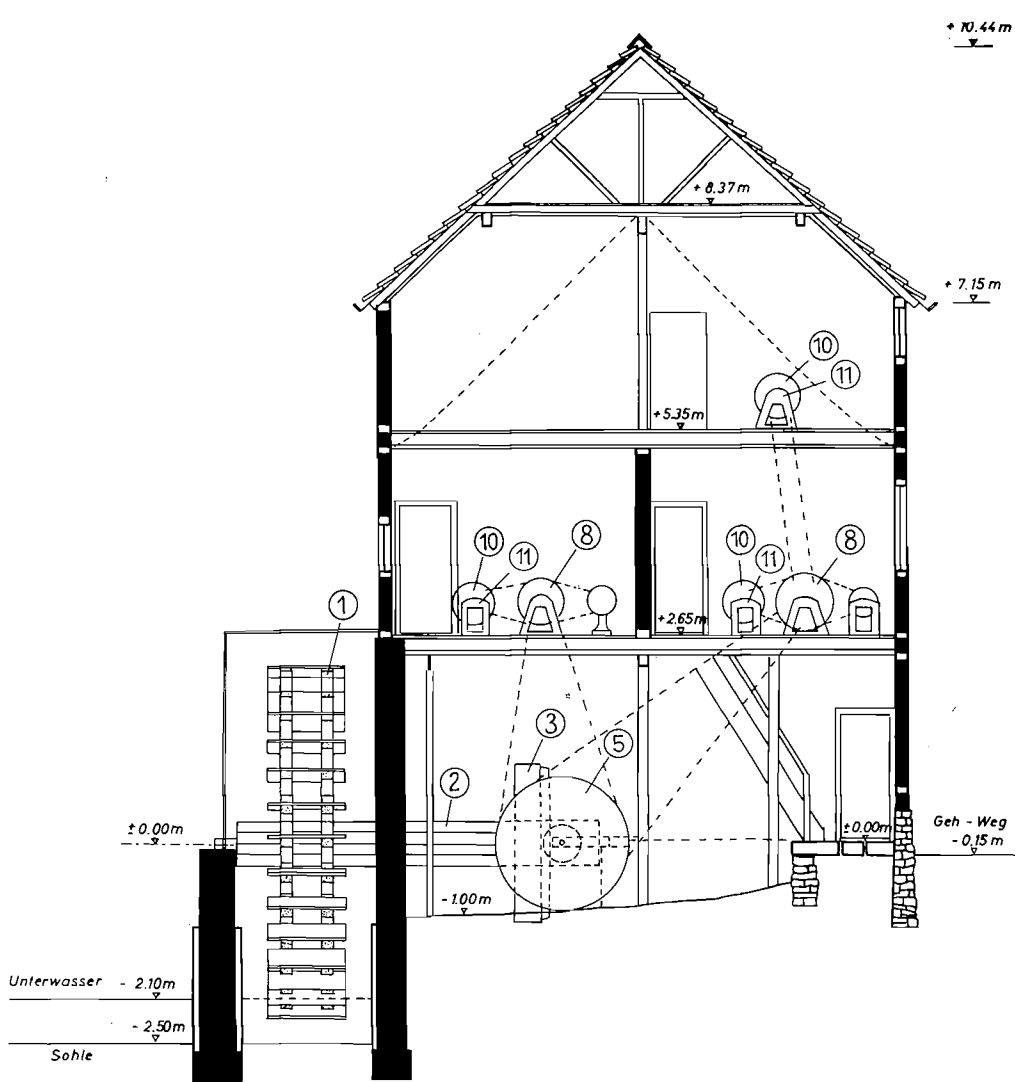 + 10.44 m
+ 8.37 m
+ 7.15 m
10
11
+5.35 m
10
11
8
10
11
8
1
+2.65 m
3
5
2
± 0.00 m
±0.00 m
Geh - Weg
- 0.15 m
- 1.00 m
Unterwasser - 2.10 m
- 2.50 m
Sohle